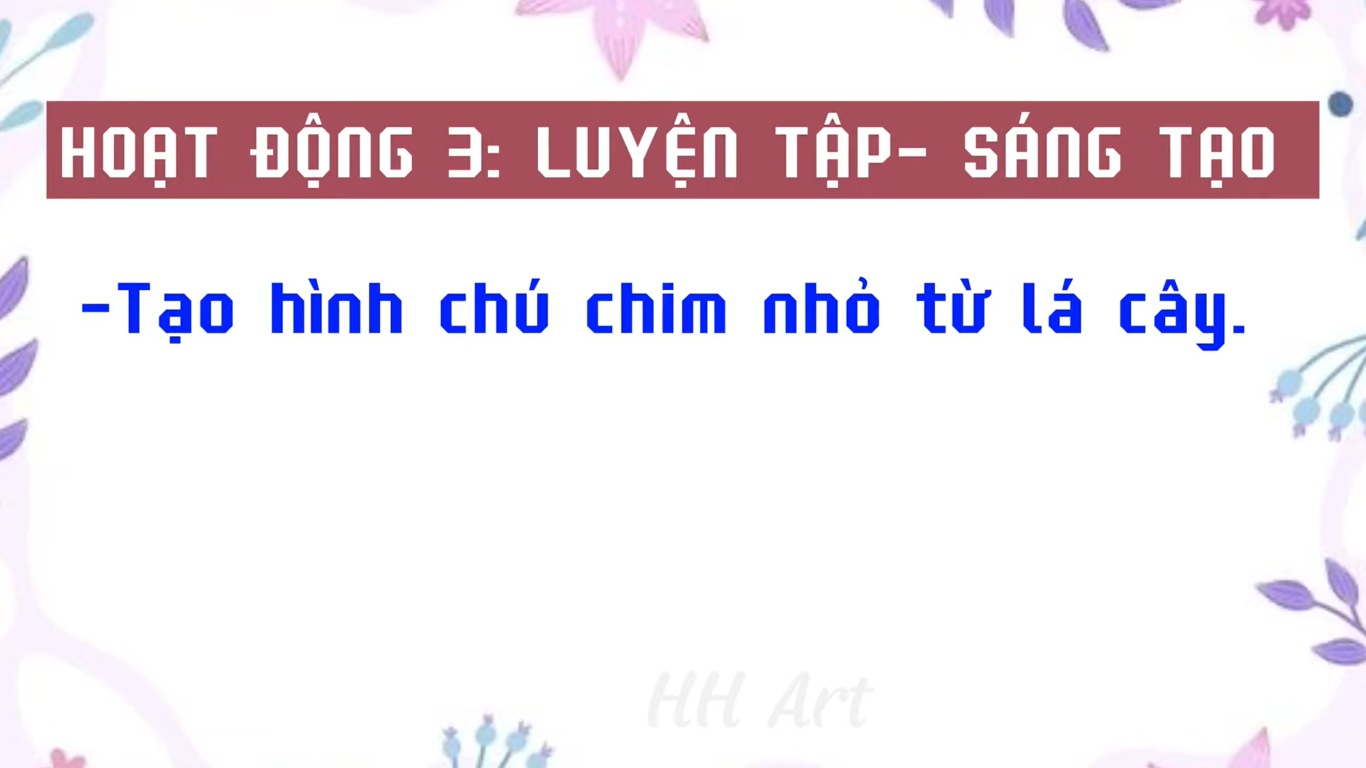 HOẠT ĐỘNG 3: LUYỆN TẬP- SÁNG TẠO
-Tạo hình chú chim nhỏ từ lá cây.
HH Art